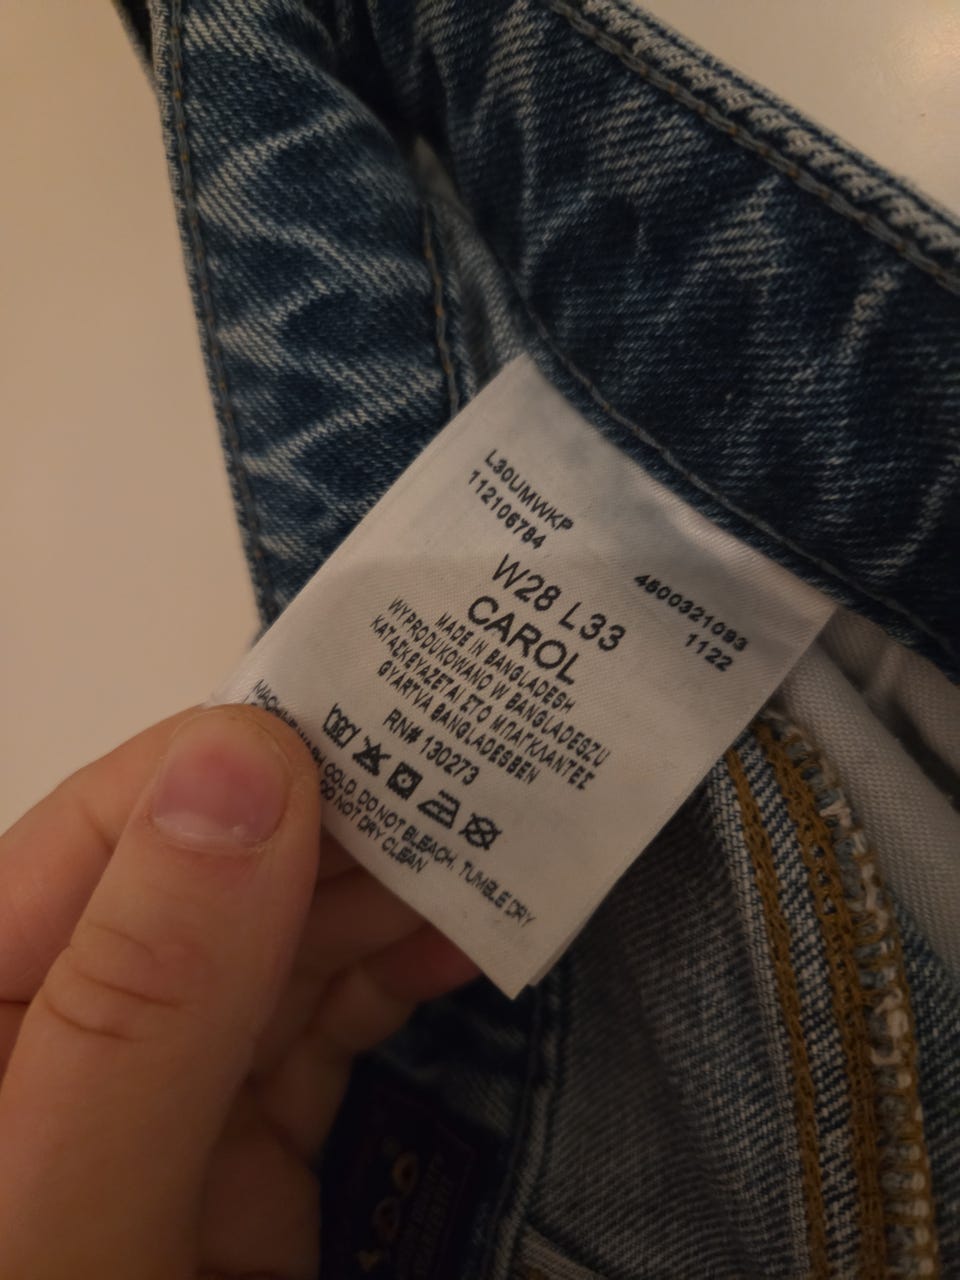 L30UMWKP
112106784
4500321093
1122
W28 L33
CAROL
MADE IN BANGLADESH
WYPRODUKOWANO W BANGLADESZU
ΚΑΤΑΣΚΕΥΑΖΕΤΑΙ ΣΤΟ ΜΠΑΓΚΛΑΝΤΕΣ
GYÁRTVA BANGLADESBEN
RN# 130273
MACHINE WASH COLD, DO NOT BLEACH, TUMBLE DRY
DO NOT DRY CLEAN